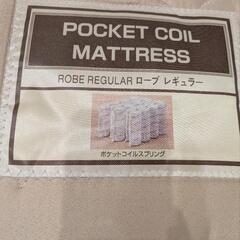 POCKET COIL
MATTRESS
ROBE REGULAR ローブ レギュラー
ポケットコイルスプリング